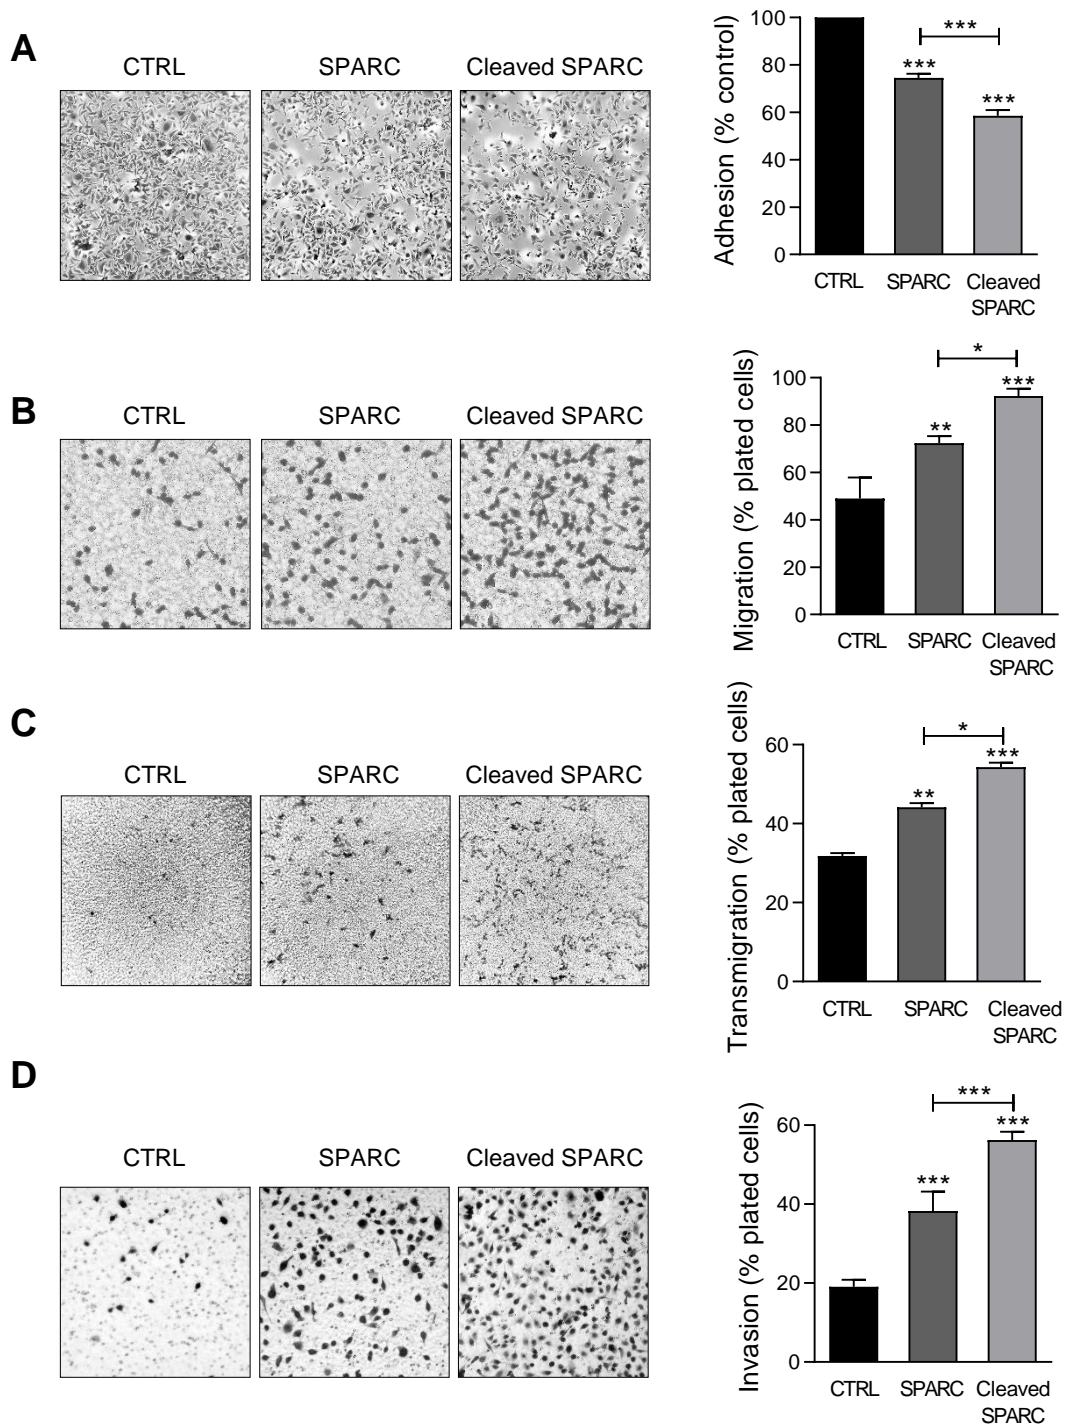 A
CTRL
SPARC
Cleaved SPARC
Adhesion (% control)
100
80
60
40
20
0
***
***
***
CTRL
SPARC
Cleaved
SPARC
B
CTRL
SPARC
Cleaved SPARC
Migration (% plated cells)
100
80
60
40
20
0
*
**
***
CTRL
SPARC
Cleaved
SPARC
C
CTRL
SPARC
Cleaved SPARC
Transmigration (% plated cells)
60
40
20
0
*
**
***
CTRL
SPARC
Cleaved
SPARC
D
CTRL
SPARC
Cleaved SPARC
Invasion (% plated cells)
60
40
20
0
***
***
***
CTRL
SPARC
Cleaved
SPARC